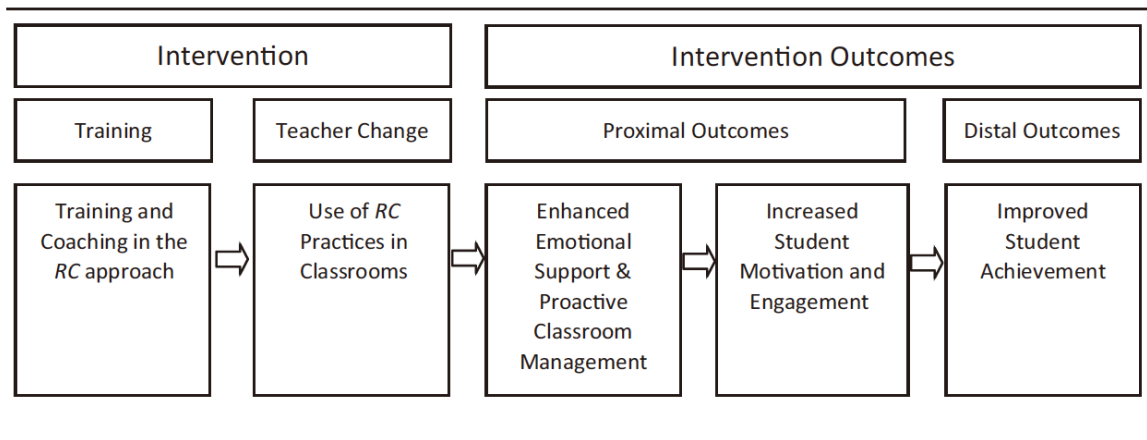 Intervention
Intervention Outcomes
Training
Teacher Change
Proximal Outcomes
Distal Outcomes
Training and
Coaching in the
RC approach
Use of RC
Practices in
Classrooms
Enhanced
Emotional
Support &
Proactive
Classroom
Management
Increased
Student
Motivation and
Engagement
Improved
Student
Achievement